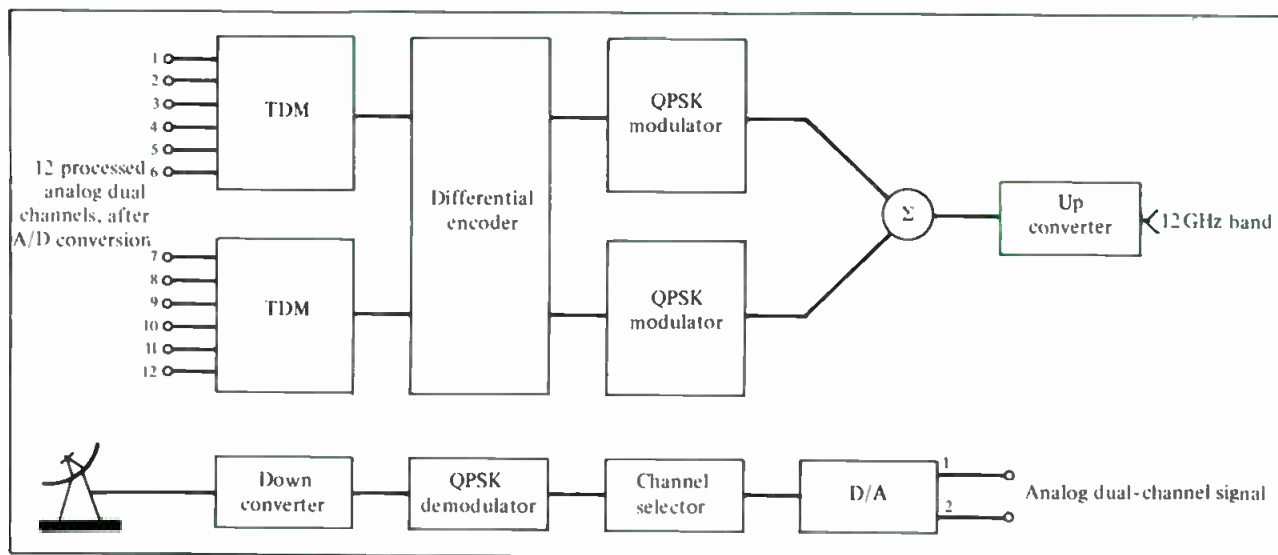 1
2
3
4
5
6
12 processed
analog dual
channels, after
A/D conversion
7
8
9
10
11
12
TDM
TDM
Differential
encoder
QPSK
modulator
QPSK
modulator
Σ
Up
converter
12GHz band
Down
converter
QPSK
demodulator
Channel
selector
D/A
1
2
Analog dual-channel signal